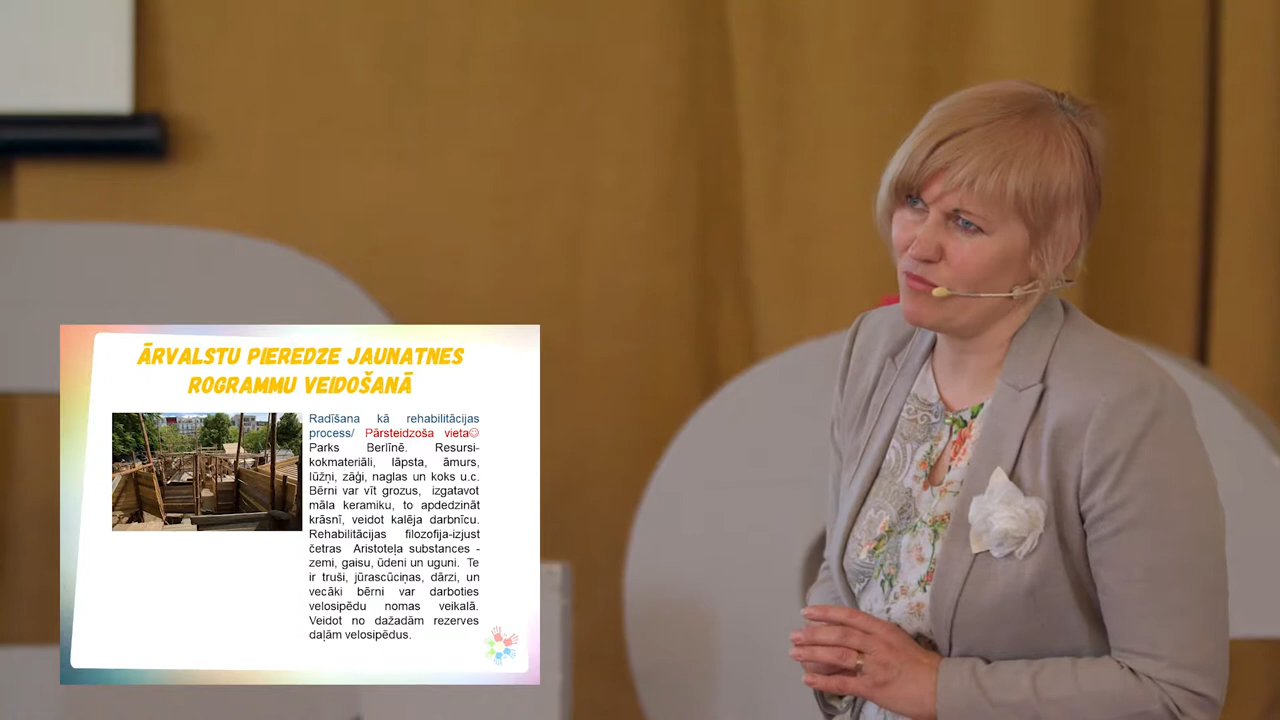 ĀRVALSTU PIEREDZE JAUNATNES
ROGRAMMU VEIDOŠANĀ
Radīšana kā rehabilitācijas
process/ Pārsteidzoša vieta☺
Parks Berlīnē. Resursi-
kokmateriāli, lāpsta, āmurs,
lūžņi, zāģi, naglas un koks u.c.
Bērni var vīt grozus, izgatavot
māla keramiku, to apdedzināt
krāsnī, veidot kalēja darbnīcu.
Rehabilitācijas filozofija-izjust
četras Aristoteļa substances -
zemi, gaisu, ūdeni un uguni. Te
ir truši, jūrascūciņas, dārzi, un
vecāki bērni var darboties
velosipēdu nomas veikalā.
Veidot no dažadām rezerves
daļām velosipēdus.